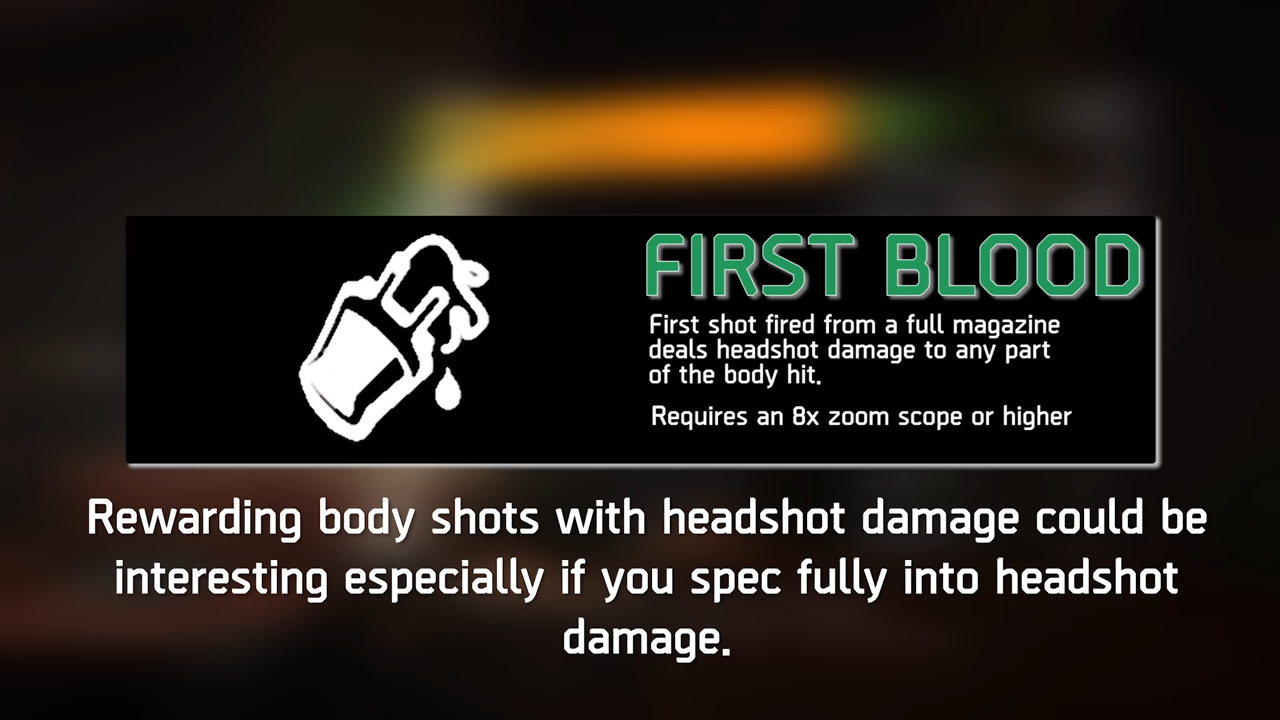 FIRST BLOOD
First shot fired from a full magazine
deals headshot damage to any part
of the body hit.
Requires an 8x zoom scope or higher
Rewarding body shots with headshot damage could be
interesting especially if you spec fully into headshot
damage.